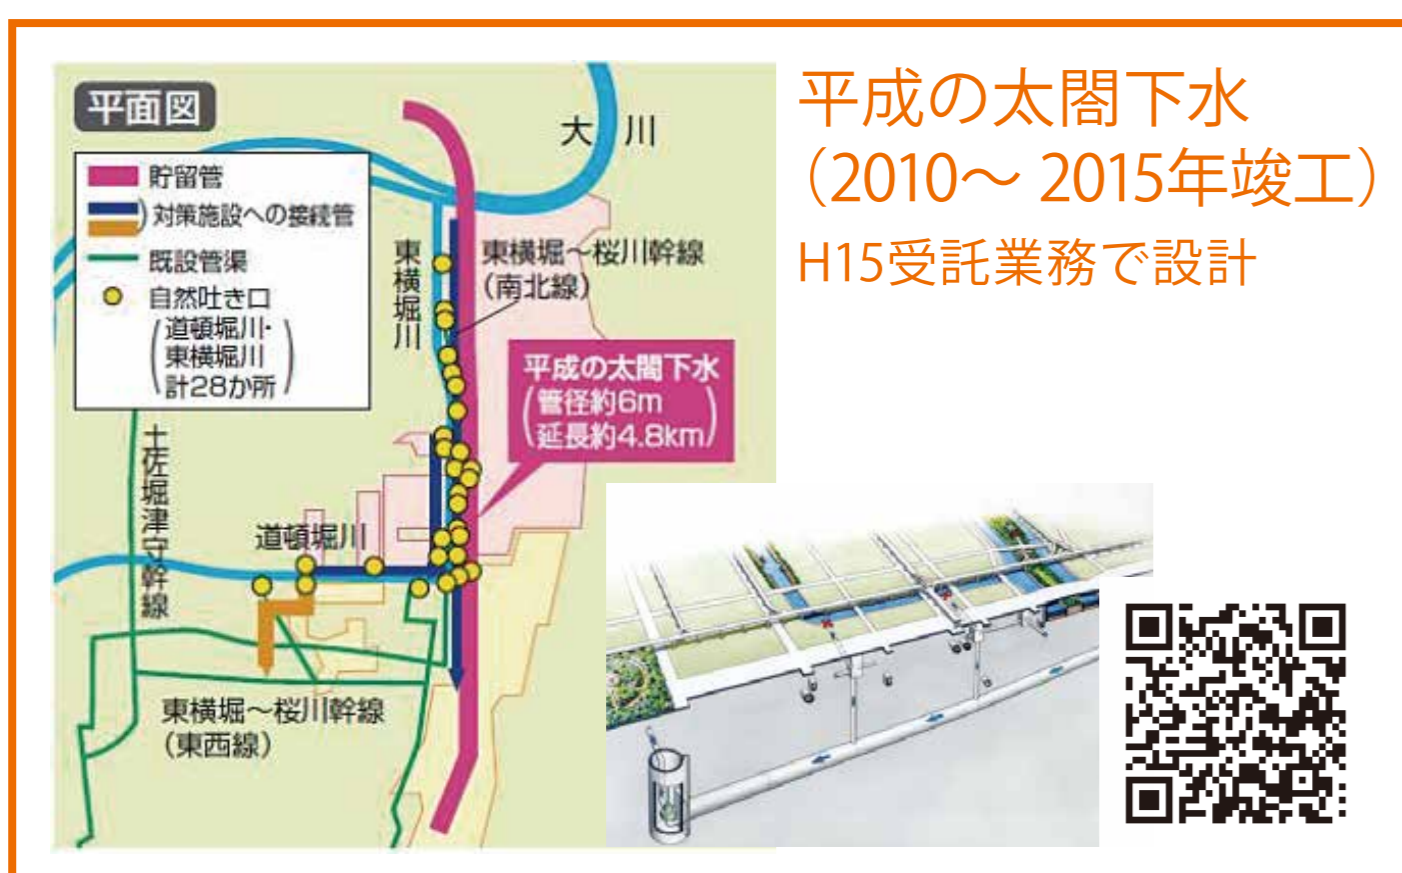 平成の太閤下水
（2010～ 2015年竣工）
H15受託業務で設計
平面図
貯留管
対策施設への接続管
既設管渠
自然吐き口
（道頓堀川・
東横堀川
計28か所）
大川
東横堀川
東横堀～桜川幹線
（南北線）
平成の太閤下水
（管径約6m
延長約4.8km）
土佐堀津守幹線
道頓堀川
東横堀～桜川幹線
（東西線）